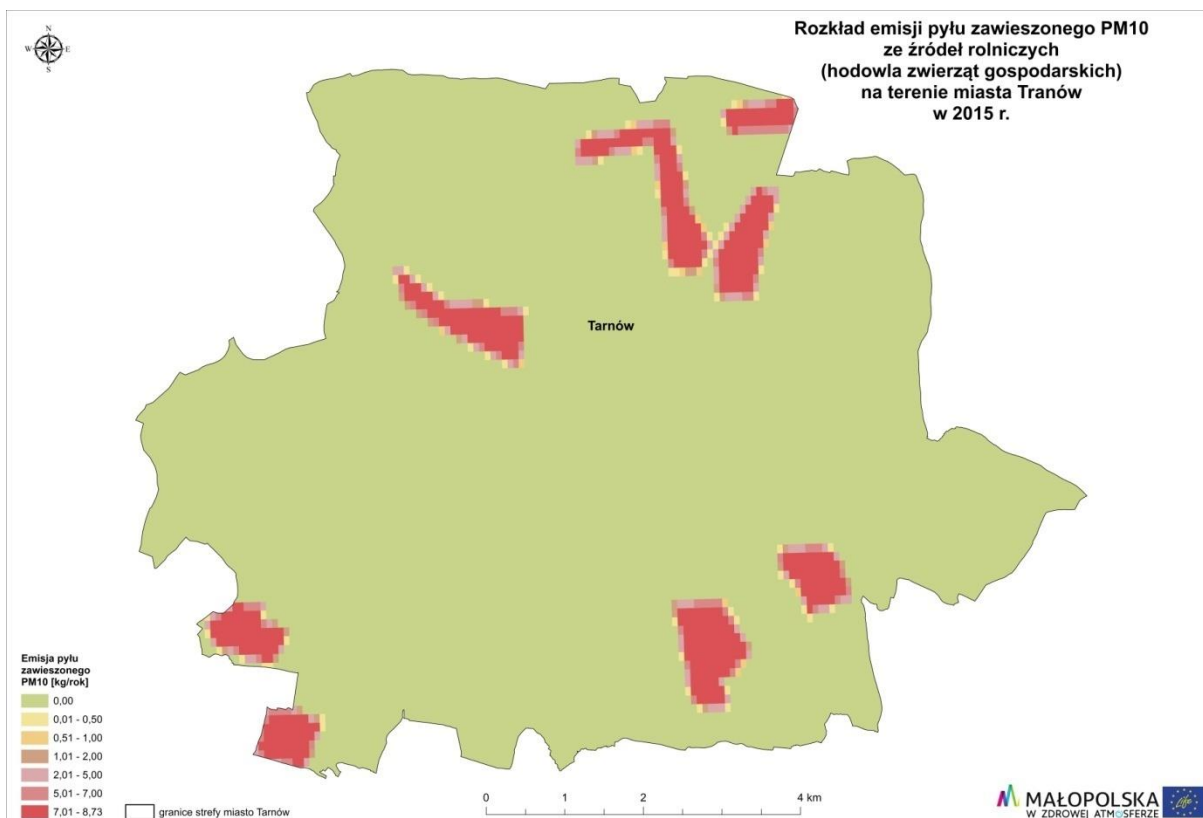 N
W E
S
Rozkład emisji pyłu zawieszonego PM10
ze źródeł rolniczych
(hodowla zwierząt gospodarskich)
na terenie miasta Tranów
w 2015 r.
Tarnów
Emisja pyłu
zawieszonego
PM10 [kg/rok]
0,00
0,01 - 0,50
0,51 - 1,00
1,01 - 2,00
2,01 - 5,00
5,01 - 7,00
7,01 - 8,73
granice strefy miasto Tarnów
0 1 2 4 km
MAŁOPOLSKA
W ZDROWEJ ATMOSFERZE
Life